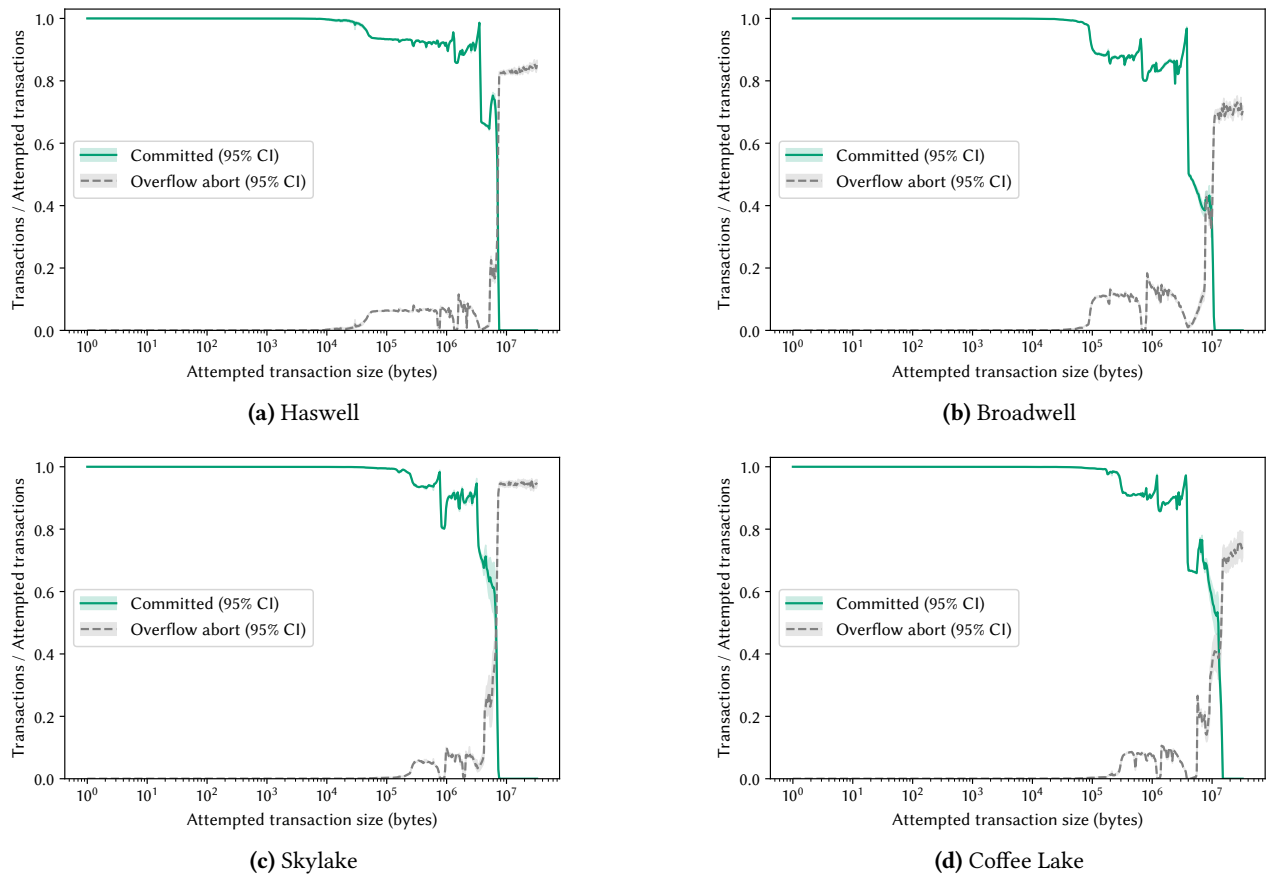 1.0
0.8
0.6
0.4
0.2
0.0
Transactions / Attempted transactions
Committed (95% CI)
Overflow abort (95% CI)
10⁰ 10¹ 10² 10³ 10⁴ 10⁵ 10⁶ 10⁷
Attempted transaction size (bytes)
(a) Haswell
1.0
0.8
0.6
0.4
0.2
0.0
Transactions / Attempted transactions
Committed (95% CI)
Overflow abort (95% CI)
10⁰ 10¹ 10² 10³ 10⁴ 10⁵ 10⁶ 10⁷
Attempted transaction size (bytes)
(b) Broadwell
1.0
0.8
0.6
0.4
0.2
0.0
Transactions / Attempted transactions
Committed (95% CI)
Overflow abort (95% CI)
10⁰ 10¹ 10² 10³ 10⁴ 10⁵ 10⁶ 10⁷
Attempted transaction size (bytes)
(c) Skylake
1.0
0.8
0.6
0.4
0.2
0.0
Transactions / Attempted transactions
Committed (95% CI)
Overflow abort (95% CI)
10⁰ 10¹ 10² 10³ 10⁴ 10⁵ 10⁶ 10⁷
Attempted transaction size (bytes)
(d) Coffee Lake